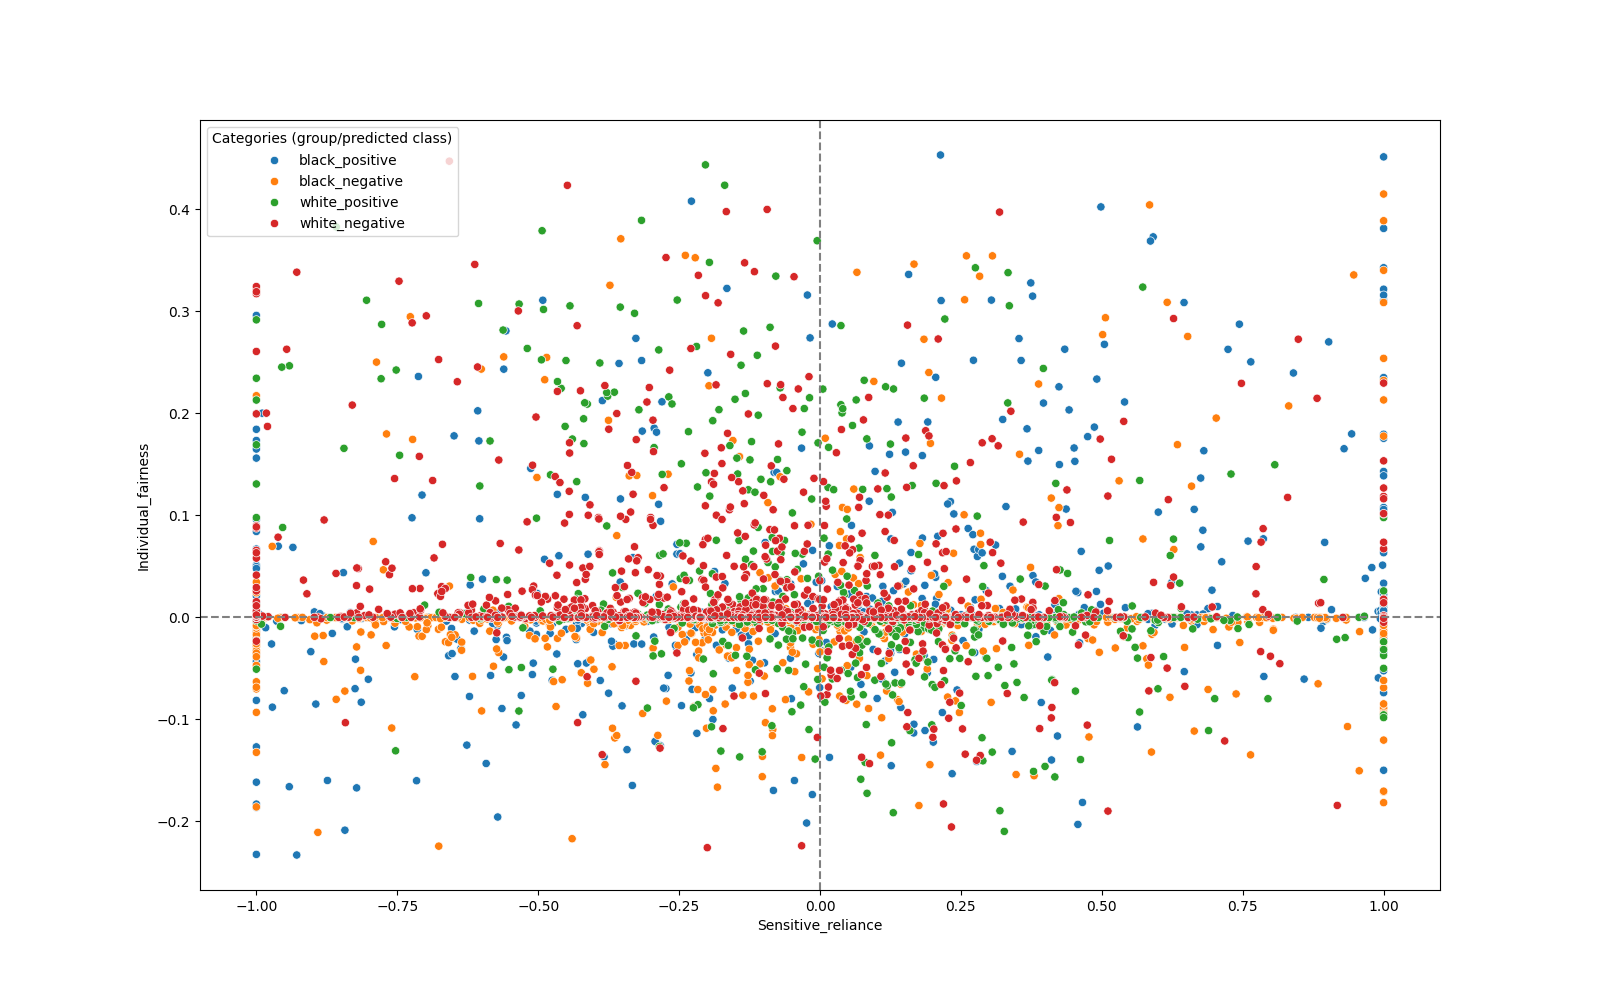 Categories (group/predicted class)
black_positive
black_negative
white_positive
white_negative
0.4
0.3
0.2
0.1
0.0
−0.1
−0.2
Individual_fairness
−1.00 −0.75 −0.50 −0.25 0.00 0.25 0.50 0.75 1.00
Sensitive_reliance